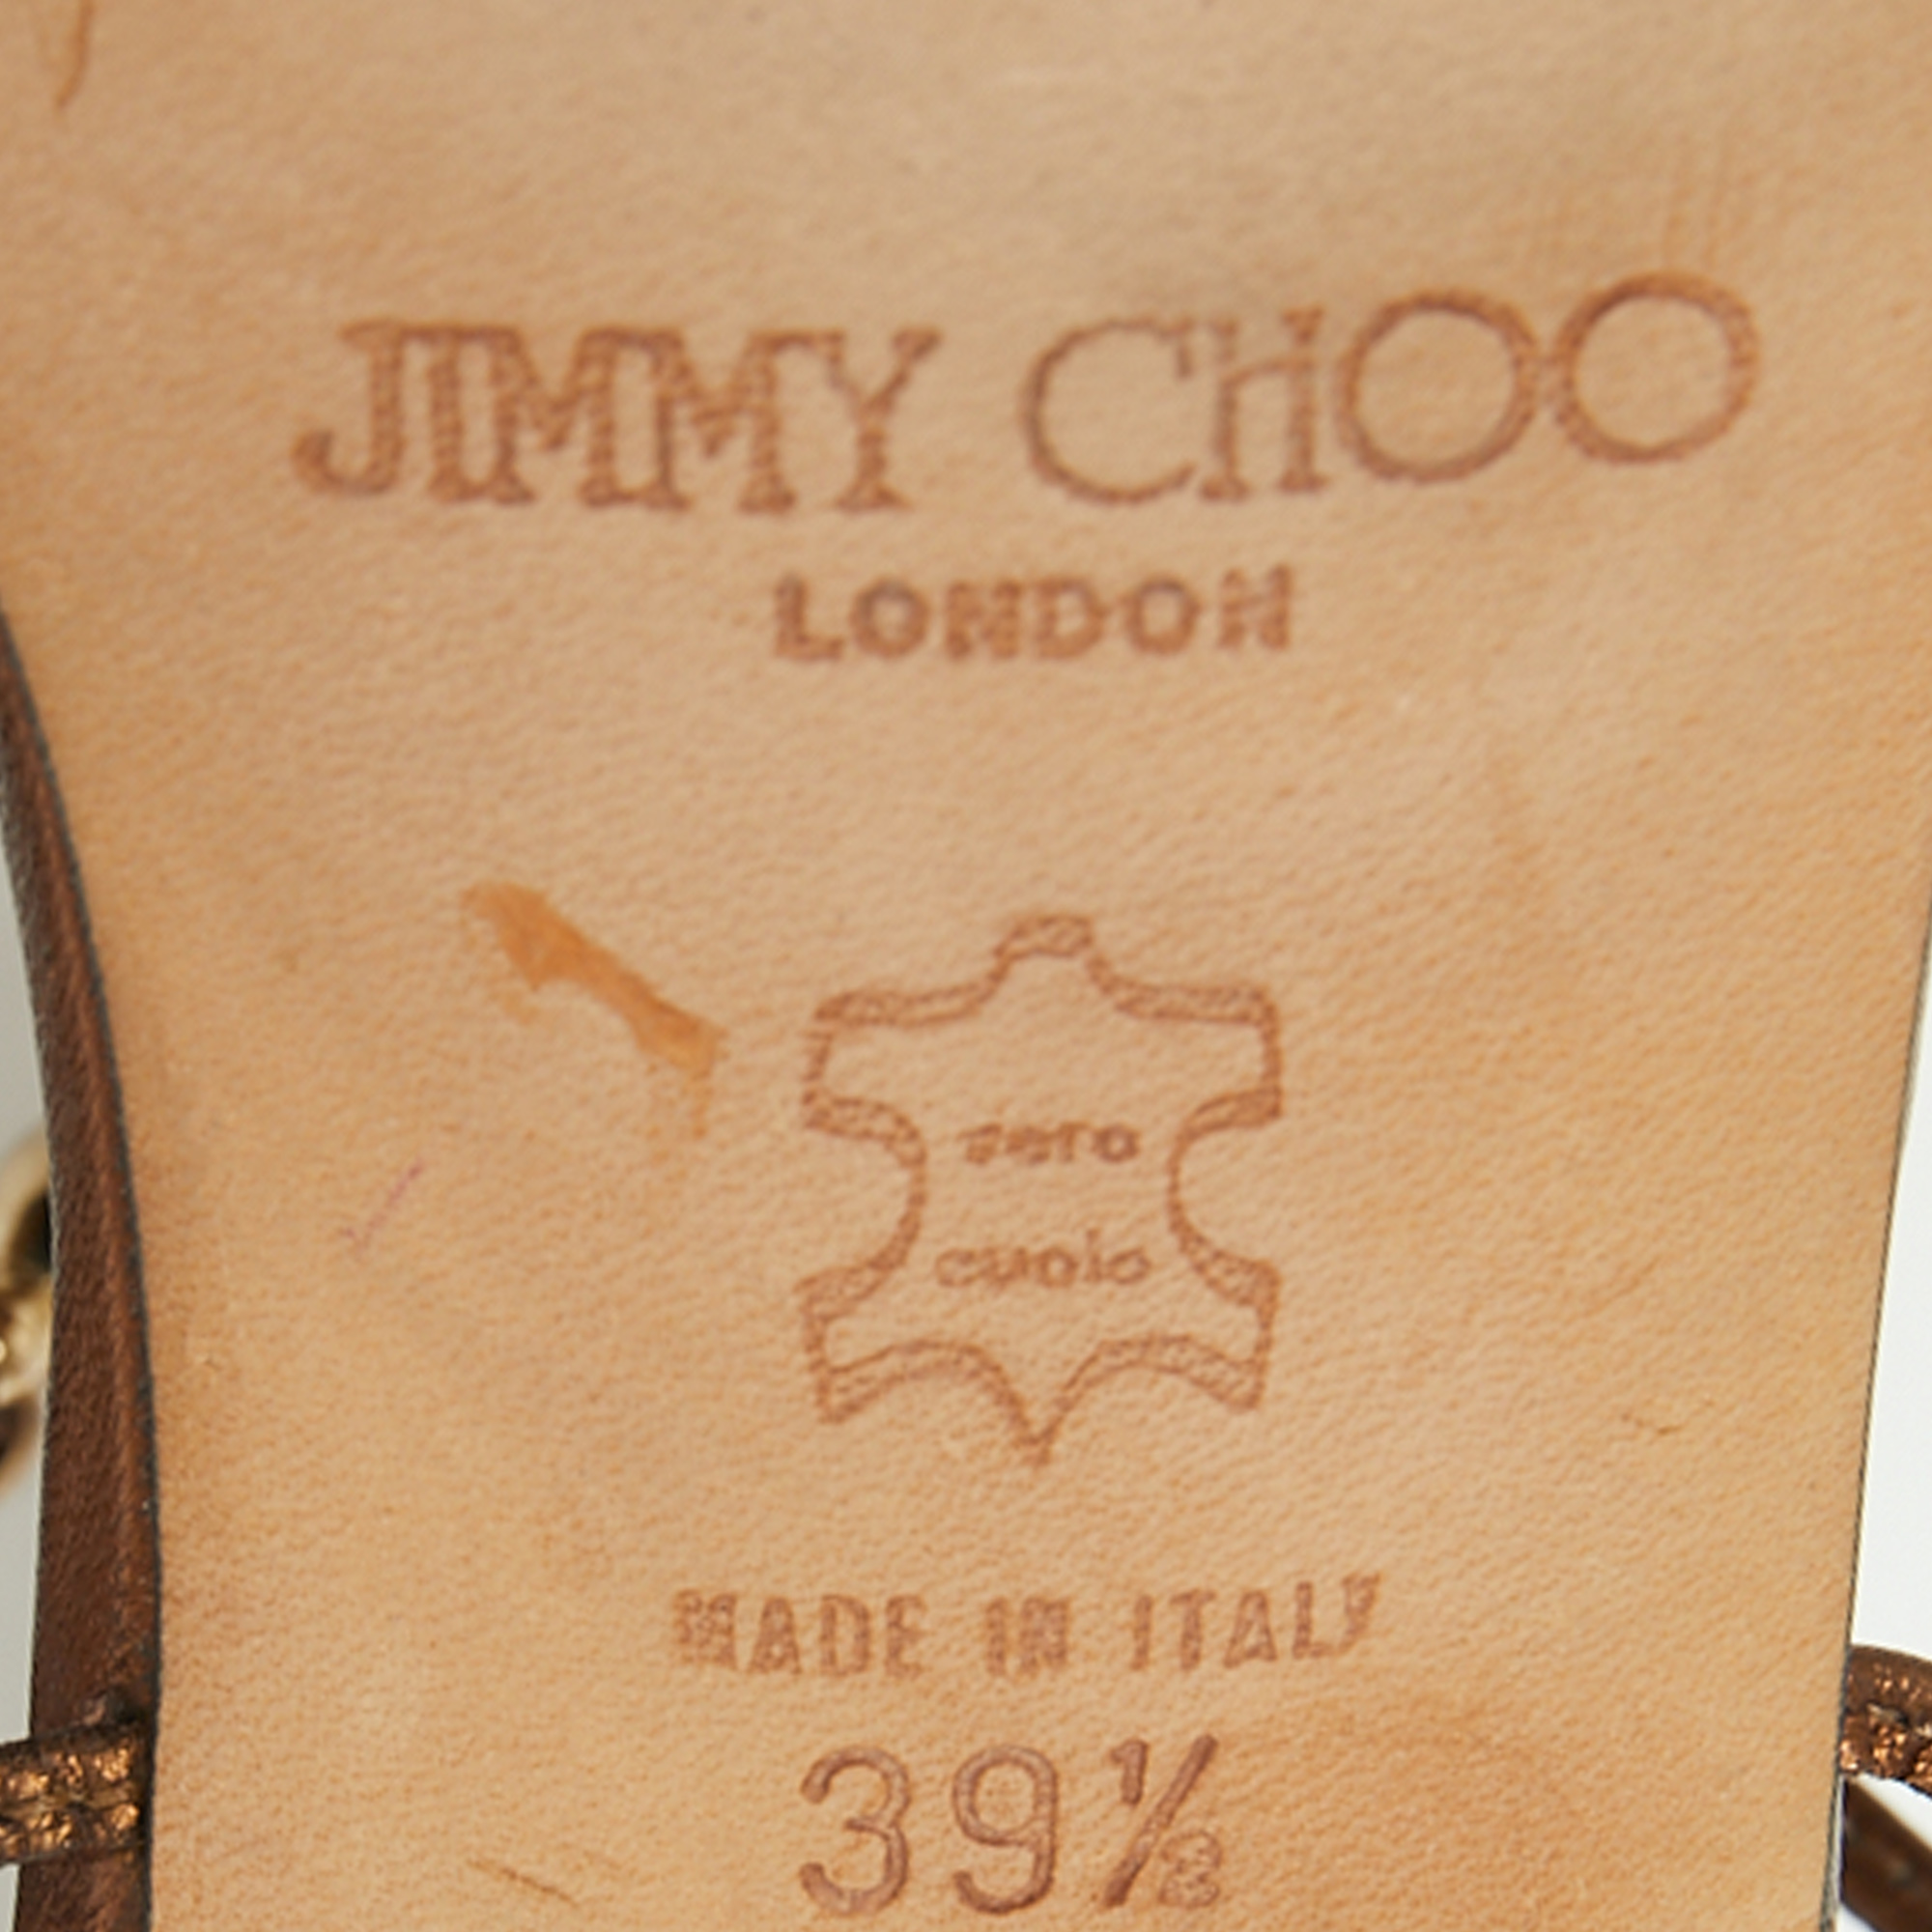 JIMMY CHOO
LONDON
vero
cuoio
MADE IN ITALY
39½